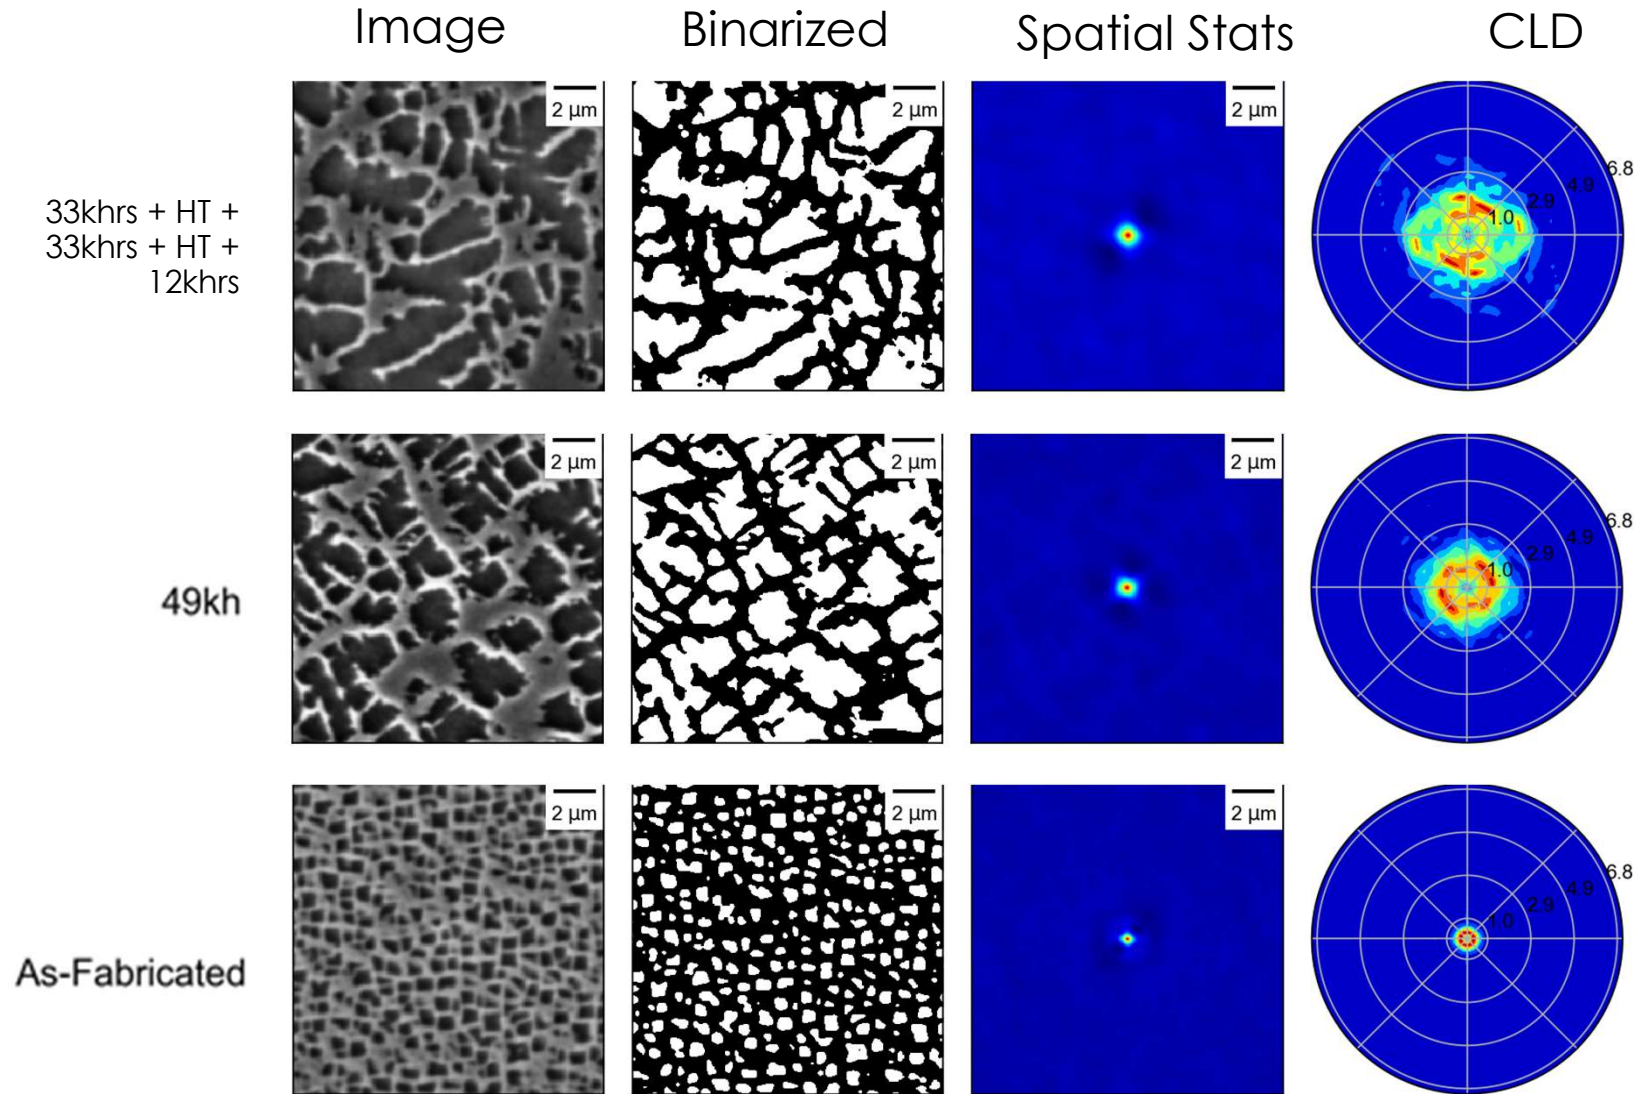 Image
Binarized
Spatial Stats
CLD
33khrs + HT +
33khrs + HT +
12khrs
2 µm
2 µm
2 µm
1.0
2.9
4.9
6.8
49kh
2 µm
2 µm
2 µm
1.0
2.9
4.9
6.8
As-Fabricated
2 µm
2 µm
2 µm
1.0
2.9
4.9
6.8